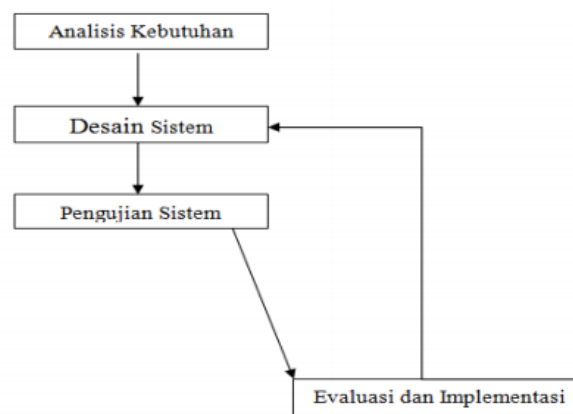 Analisis Kebutuhan
Desain Sistem
Pengujian Sistem
Evaluasi dan Implementasi